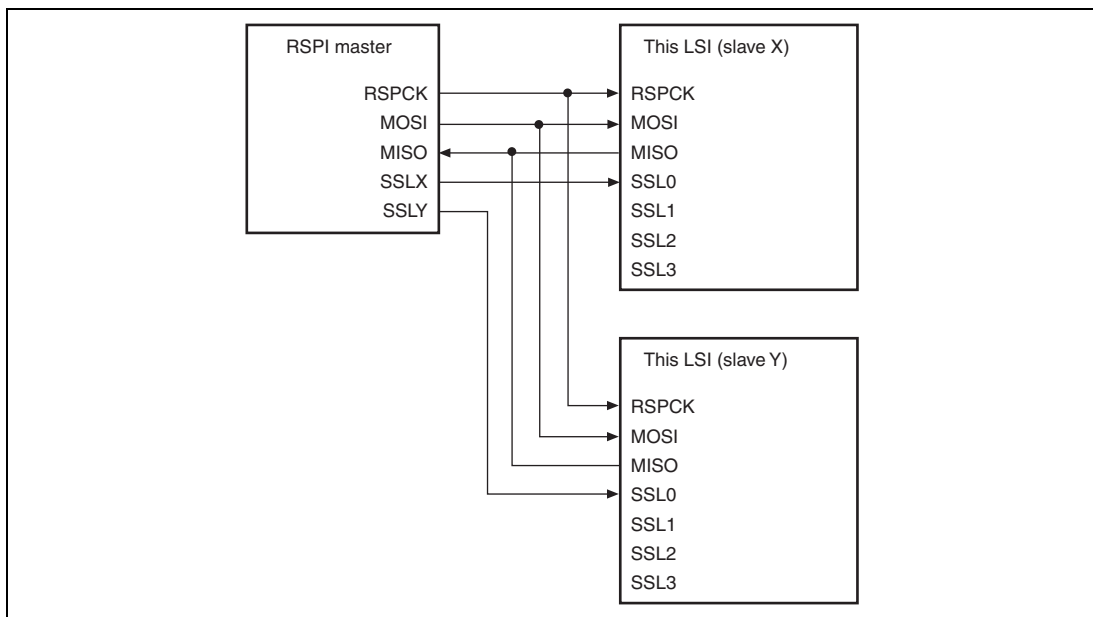 RSPI master
RSPCK
MOSI
MISO
SSLX
SSLY
This LSI (slave X)
RSPCK
MOSI
MISO
SSL0
SSL1
SSL2
SSL3
This LSI (slave Y)
RSPCK
MOSI
MISO
SSL0
SSL1
SSL2
SSL3